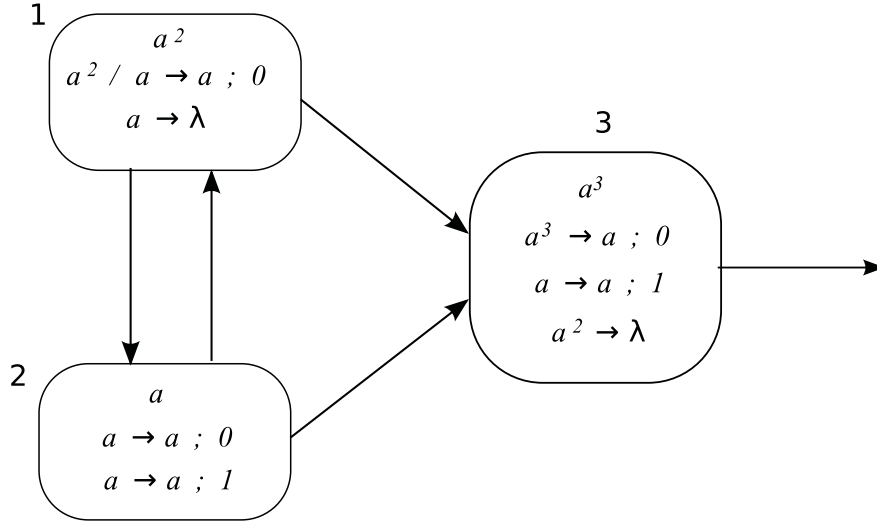 1
a²
a² / a → a ; 0
a → λ
3
a³
a³ → a ; 0
a → a ; 1
a² → λ
2
a
a → a ; 0
a → a ; 1